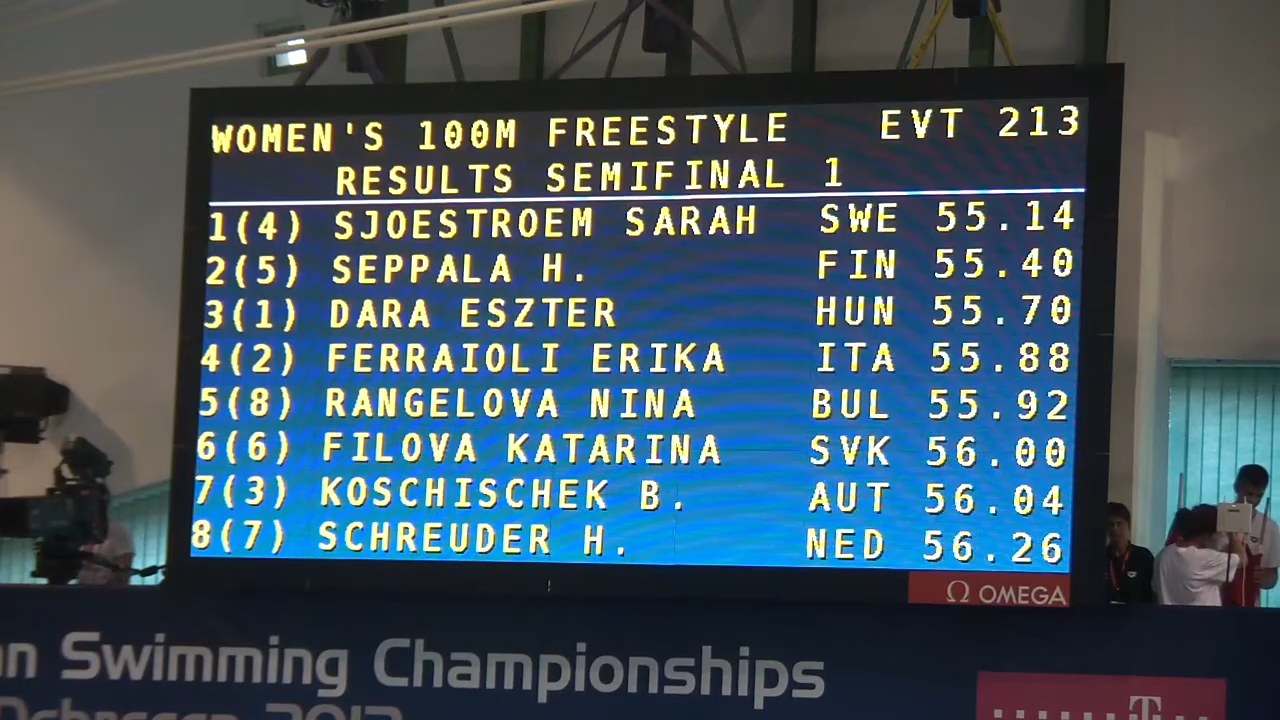 WOMEN'S 100M FREESTYLE EVT 213
RESULTS SEMIFINAL 1
1(4) SJOESTROEM SARAH SWE 55.14
2(5) SEPPALA H. FIN 55.40
3(1) DARA ESZTER HUN 55.70
4(2) FERRAIOLI ERIKA ITA 55.88
5(8) RANGELOVA NINA BUL 55.92
6(6) FILOVA KATARINA SVK 56.00
7(3) KOSCHISCHEK B. AUT 56.04
8(7) SCHREUDER H. NED 56.26
Ω OMEGA
Swimming Championships
2012
T